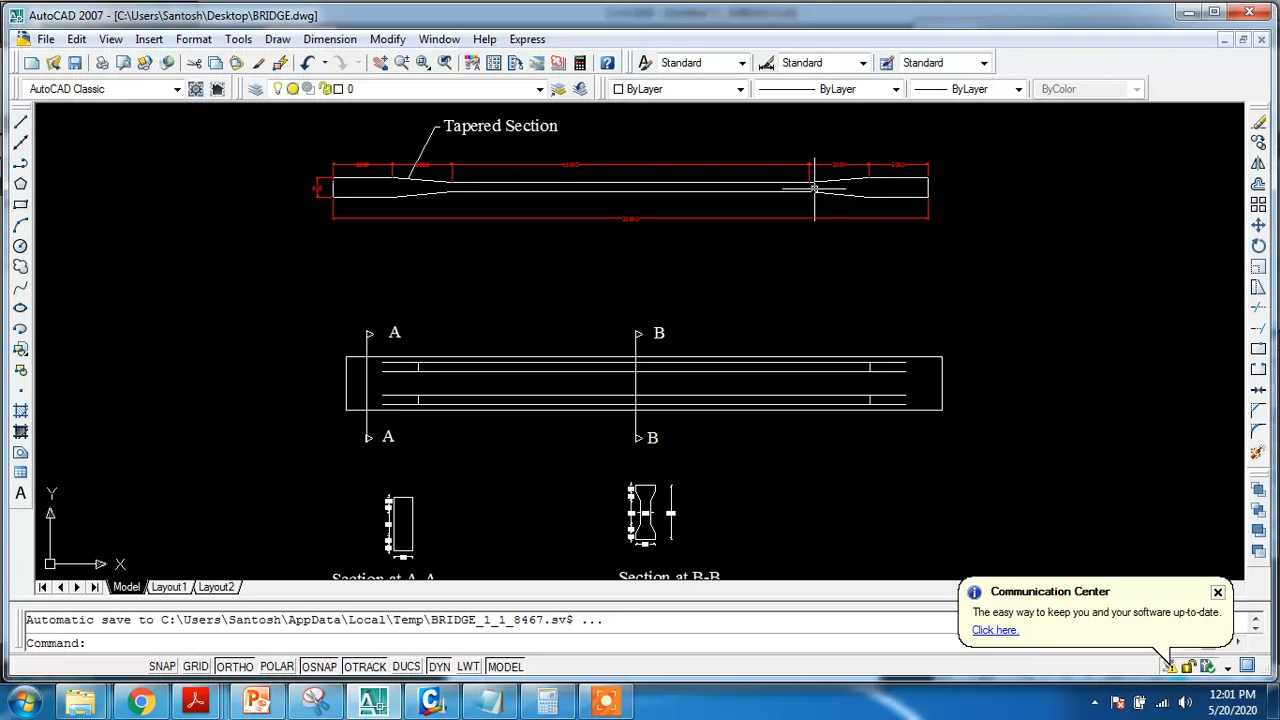 AutoCAD 2007 - [C:\Users\Santosh\Desktop\BRIDGE.dwg]
File Edit View Insert Format Tools Draw Dimension Modify Window Help Express
Standard Standard Standard
AutoCAD Classic 0 ByLayer ByLayer ByLayer ByColor
Tapered Section
A B
A B
Section at A-A Section at B-B
Y
X
Model Layout1 Layout2
Communication Center
The easy way to keep you and your software up-to-date.
Click here.
Automatic save to C:\Users\Santosh\AppData\Local\Temp\BRIDGE_1_1_8467.sv$ ...
Command:
SNAP GRID ORTHO POLAR OSNAP OTRACK DUCS DYN LWT MODEL
12:01 PM
5/20/2020